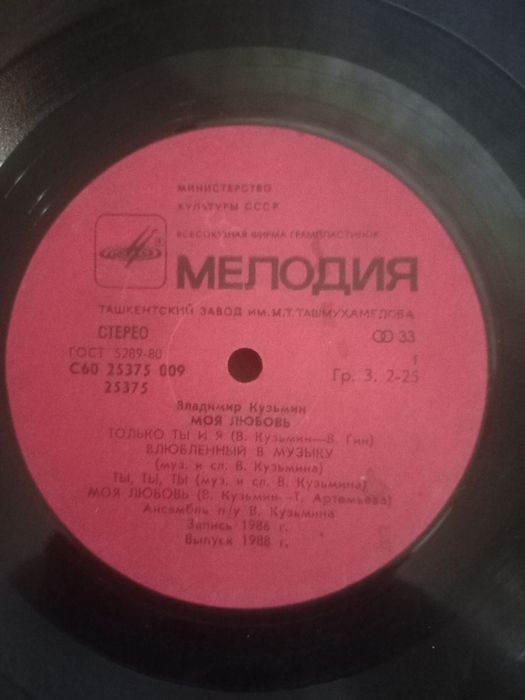 МИНИСТЕРСТВО
КУЛЬТУРЫ СССР
ВСЕСОЮЗНАЯ ФИРМА ГРАМПЛАСТИНОК
МЕЛОДИЯ
ТАШКЕНТСКИЙ ЗАВОД ИМ. М.Т. ТАШМУХАМЕДОВА
СТЕРЕО 33
ГОСТ 5289-80 1
С60 25375 009 Гр. 3. 2-25
25375
Владимир Кузьмин
МОЯ ЛЮБОВЬ
ТОЛЬКО ТЫ И Я (В. Кузьмин—В. Гин)
ВЛЮБЛЕННЫЙ В МУЗЫКУ
(муз. и сл. В. Кузьмина)
ТЫ, ТЫ, ТЫ (муз. и сл. В. Кузьмина)
МОЯ ЛЮБОВЬ (В. Кузьмин—Т. Артемьева)
Ансамбль п/у В. Кузьмина
Запись 1986 г.
Выпуск 1988 г.